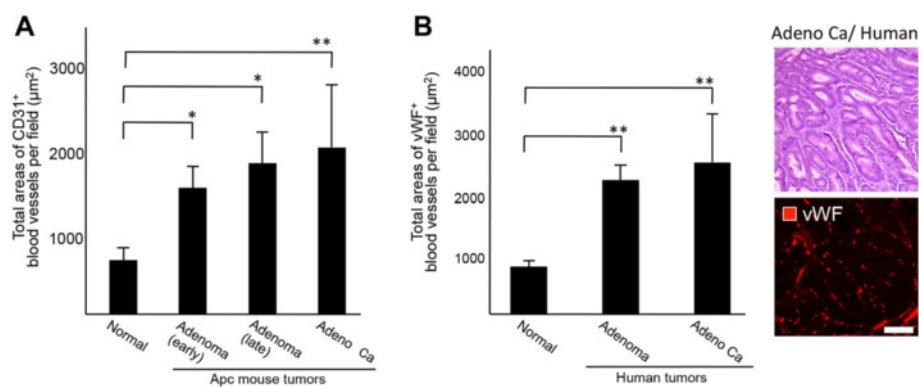 A
Total areas of CD31⁺
blood vessels per field (µm²)
3000
2000
1000
*
*
**
Normal
Adenoma
(early)
Adenoma
(late)
Adeno Ca
Apc mouse tumors
B
Total areas of vWF⁺
blood vessels per field (µm²)
4000
3000
2000
1000
**
**
Normal
Adenoma
Adeno Ca
Human tumors
Adeno Ca/ Human
vWF